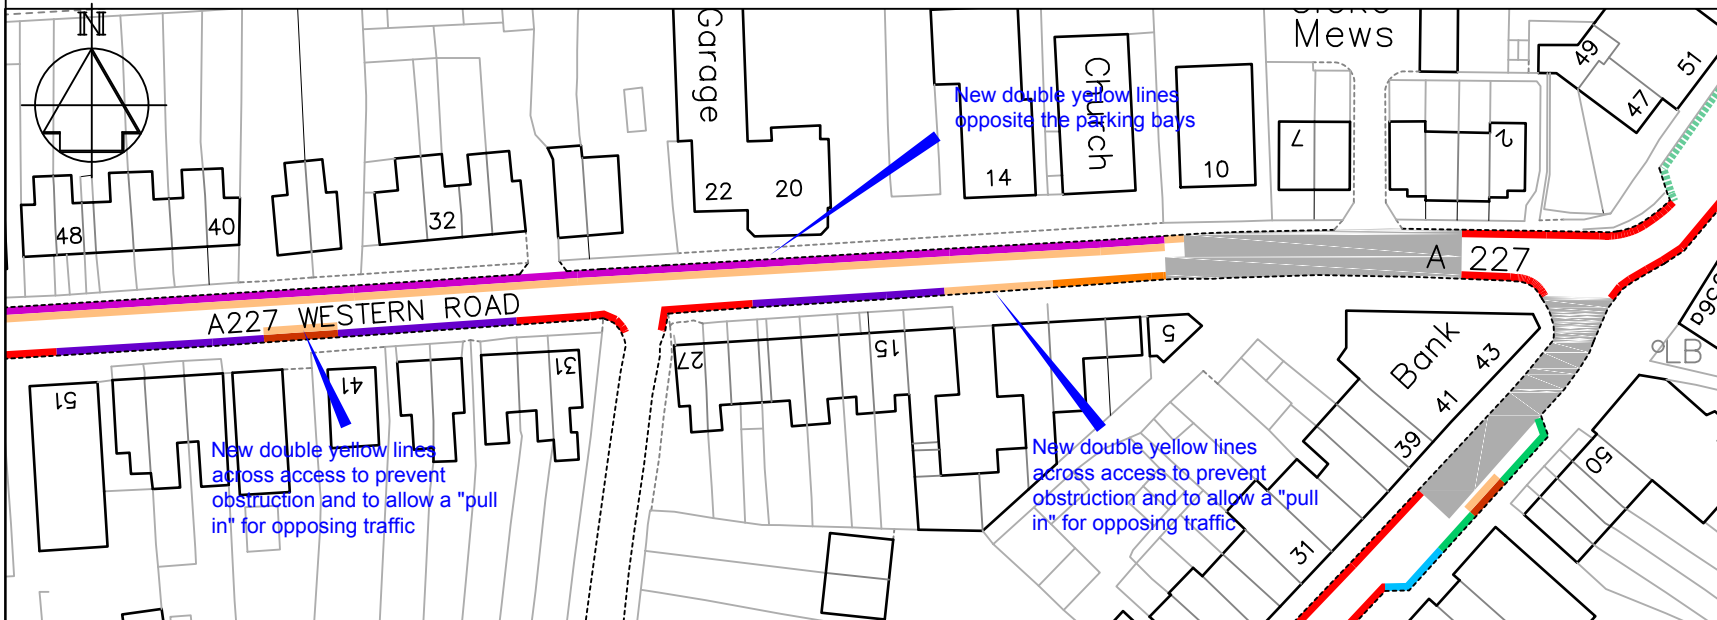 N
Garage
Mews
49
51
47
New double yellow lines
opposite the parking bays
Church
7
2
14
10
22
20
48
40
32
A 227
A227 WESTERN ROAD
5
15
27
31
41
51
Bank
43
41
39
31
50
LB
New double yellow lines
across access to prevent
obstruction and to allow a "pull
in" for opposing traffic
New double yellow lines
across access to prevent
obstruction and to allow a "pull
in" for opposing traffic